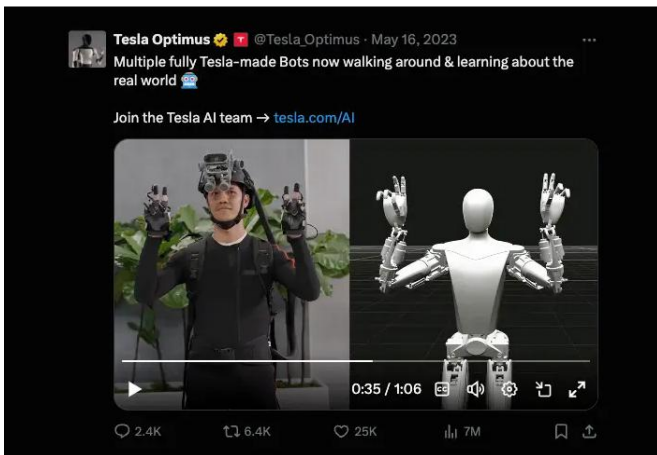 Tesla Optimus @Tesla_Optimus · May 16, 2023
Multiple fully Tesla-made Bots now walking around & learning about the
real world 🤖
Join the Tesla AI team → tesla.com/AI
0:35 / 1:06 CC
2.4K 6.4K 25K 7M